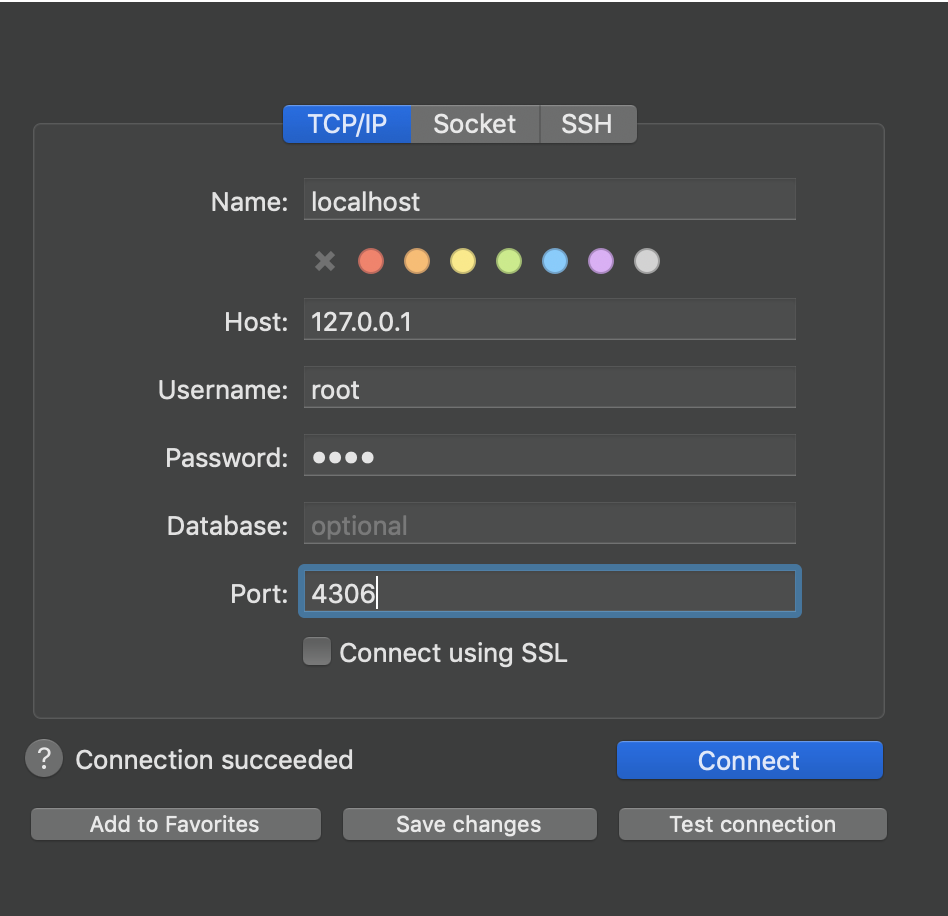 TCP/IP Socket SSH
Name: localhost
Host: 127.0.0.1
Username: root
Password: ●●●●
Database: optional
Port: 4306
Connect using SSL
? Connection succeeded Connect
Add to Favorites Save changes Test connection